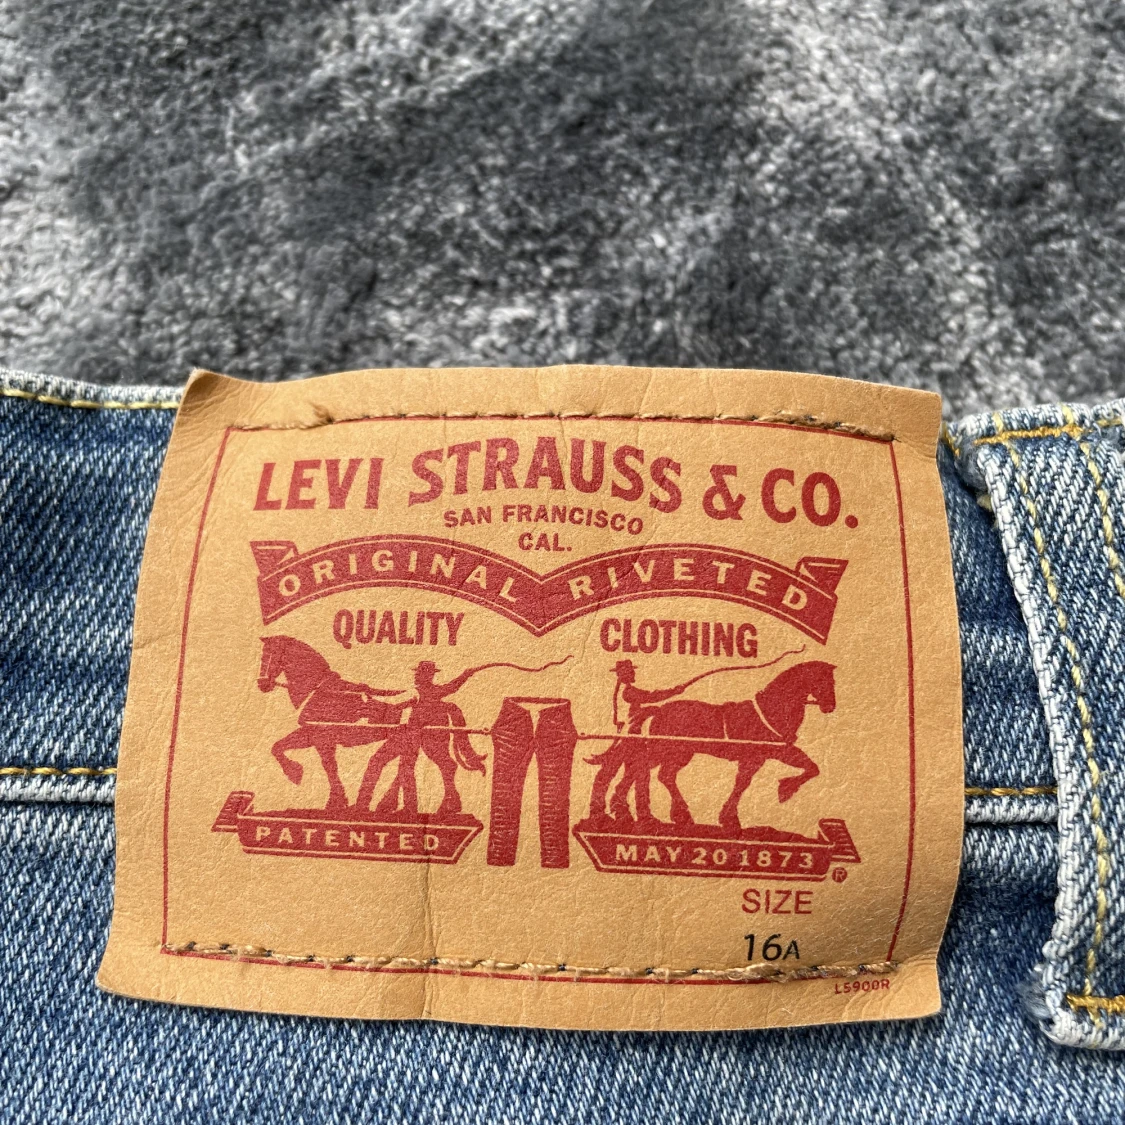 LEVI STRAUSS & CO.
SAN FRANCISCO
CAL.
ORIGINAL RIVETED
QUALITY CLOTHING
PATENTED MAY 20 1873
®
SIZE
16A
L5900R